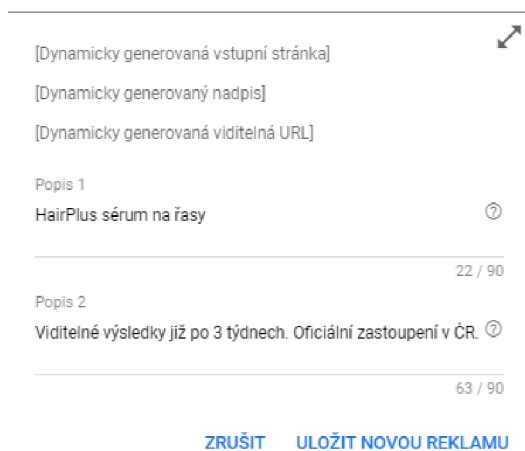 [Dynamicky generovaná vstupní stránka]
[Dynamicky generovaný nadpis]
[Dynamicky generovaná viditelná URL]
Popis 1
HairPlus sérum na řasy
22 / 90
Popis 2
Viditelné výsledky již po 3 týdnech. Oficiální zastoupení v ČR.
63 / 90
ZRUŠIT ULOŽIT NOVOU REKLAMU